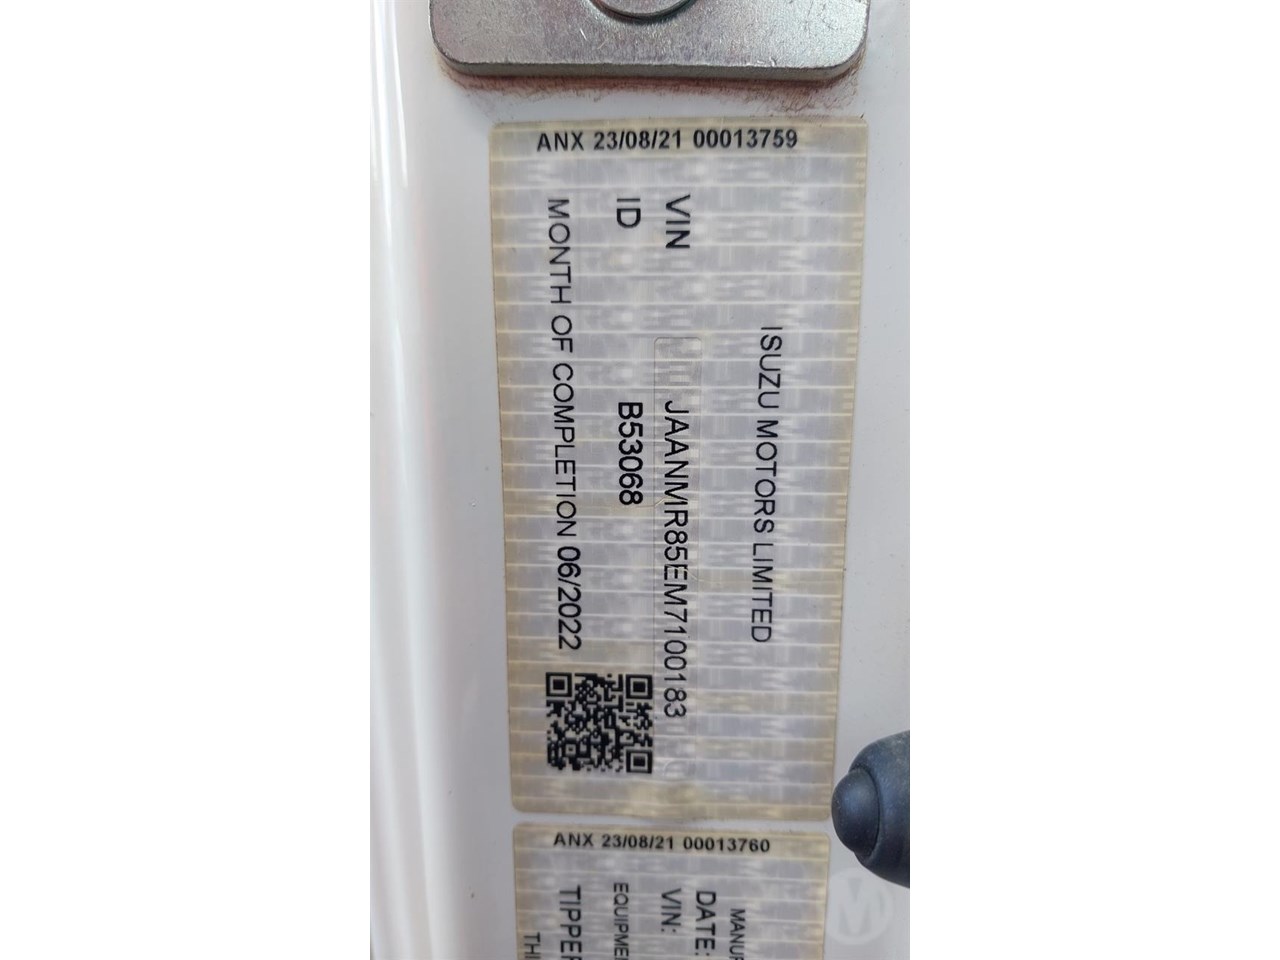 ANX 23/08/21 00013759
ISUZU MOTORS LIMITED
VIN JAANMR85EM7100183
ID B53068
MONTH OF COMPLETION 06/2022
ANX 23/08/21 00013760
DATE:
VIN:
TIPPER